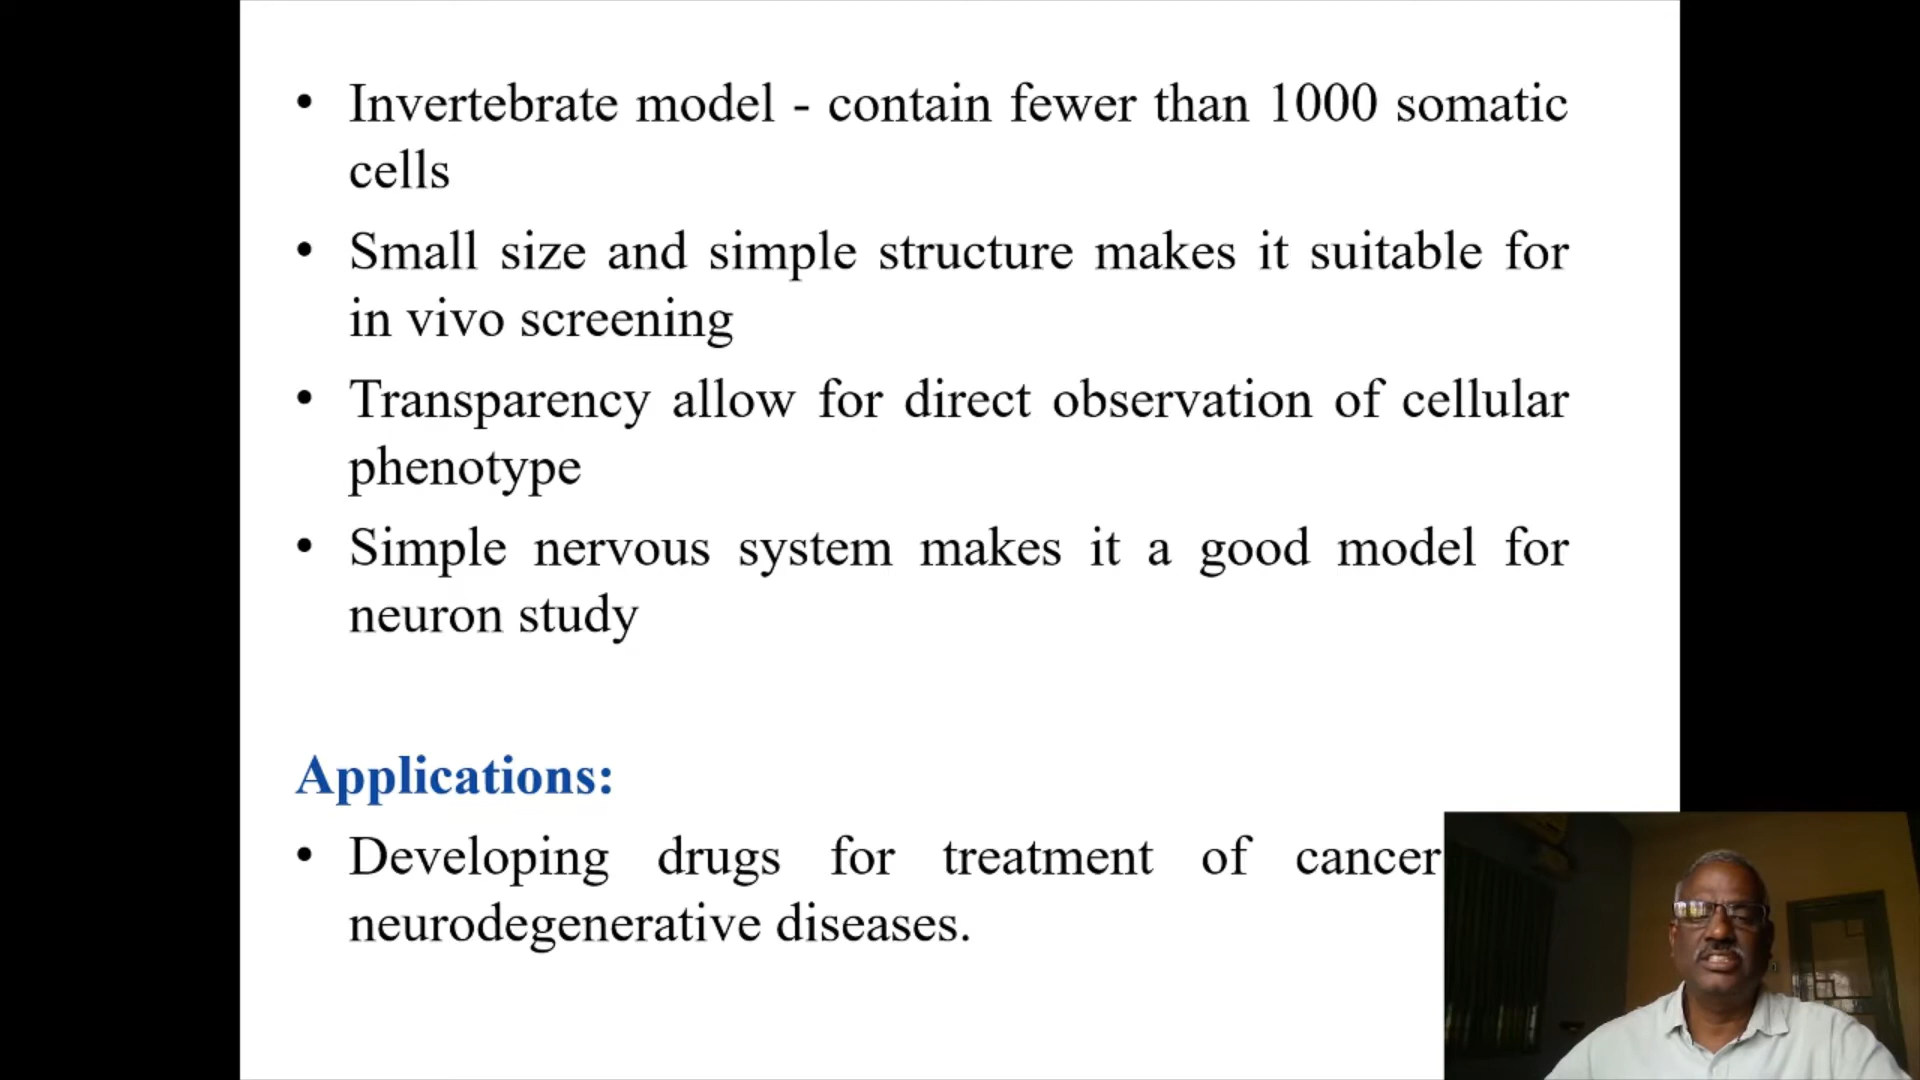 • Invertebrate model - contain fewer than 1000 somatic
cells
• Small size and simple structure makes it suitable for
in vivo screening
• Transparency allow for direct observation of cellular
phenotype
• Simple nervous system makes it a good model for
neuron study
Applications:
• Developing drugs for treatment of cancer
neurodegenerative diseases.